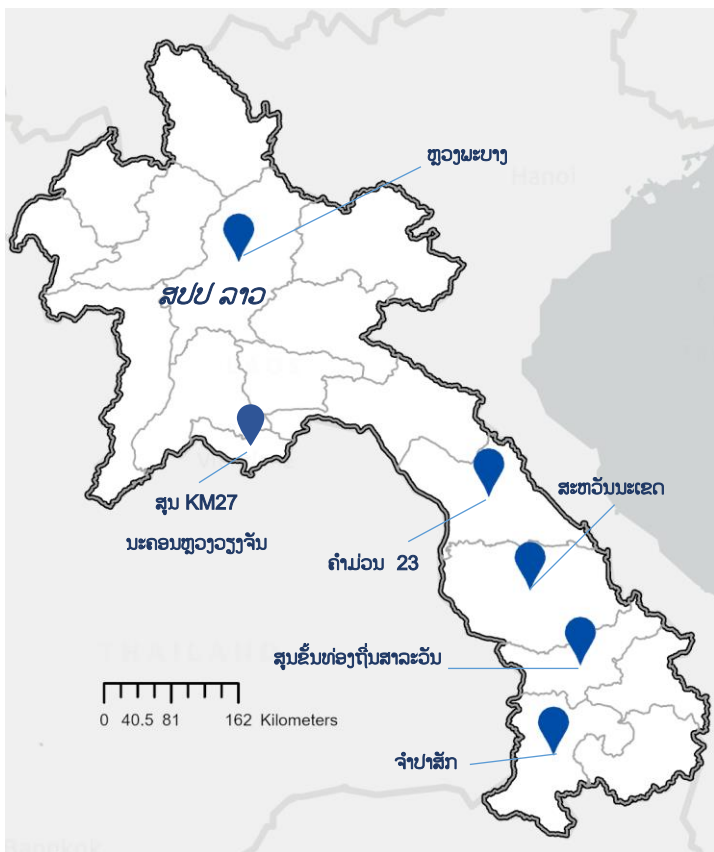 ຫຼວງພະບາງ
Hanoi
ສປປ ລາວ
ສຸນ KM27
ນະຄອນຫຼວງວຽງຈັນ
ສະຫວັນນະເຂດ
ຄຳມ່ວນ 23
THAILAND
ສຸນຂັ້ນທ່ອງຖິ່ນສາລະວັນ
0 40.5 81 162 Kilometers
ຈຳປາສັກ
Bangkok